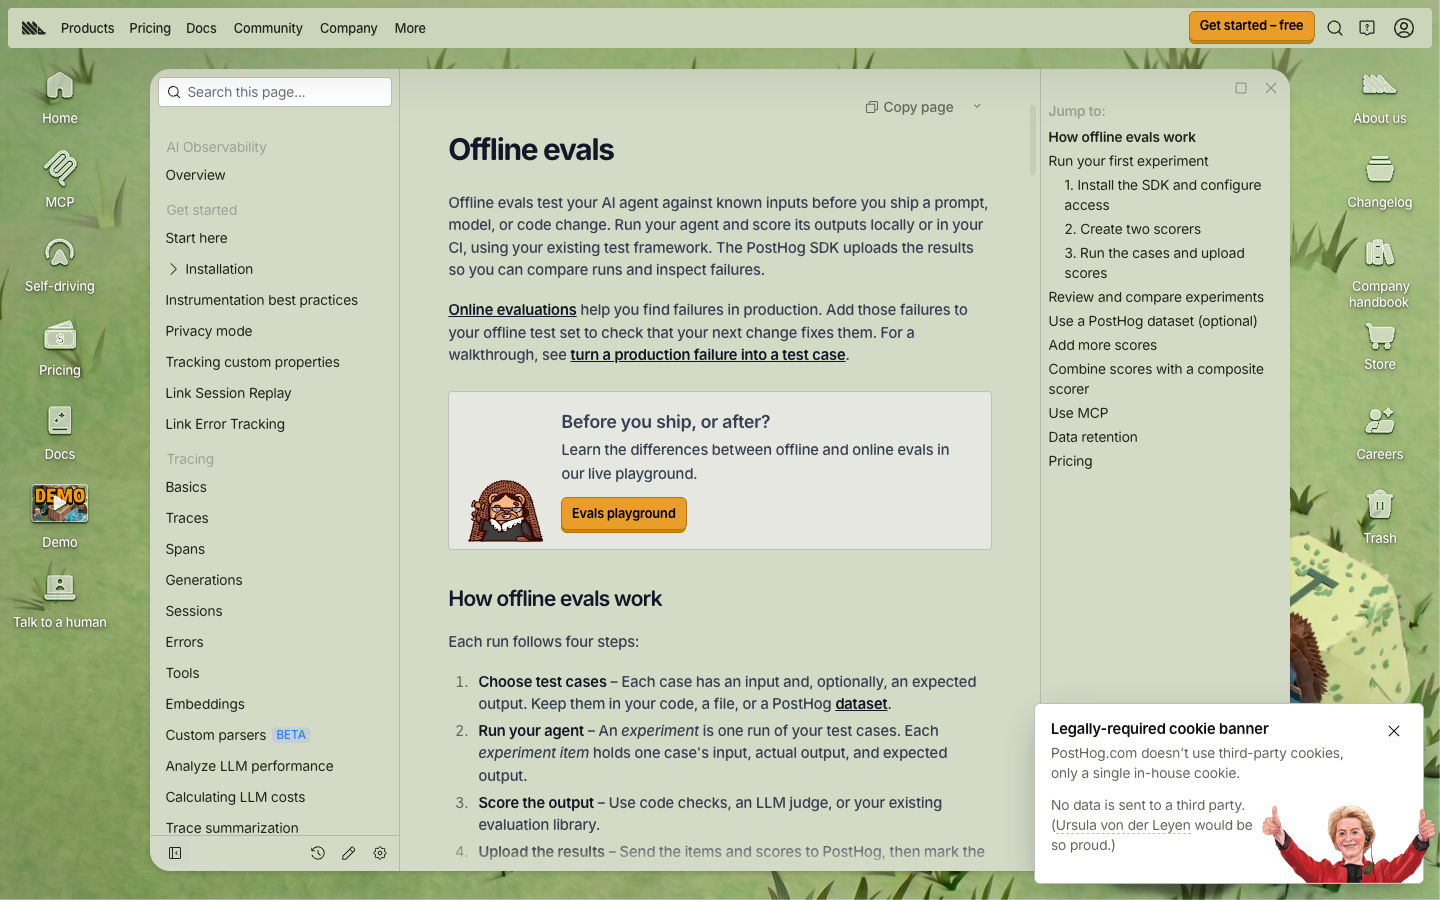 Products Pricing Docs Community Company More
Get started – free
Home
MCP
Self-driving
Pricing
Docs
DEMO
Demo
Talk to a human
Search this page...
AI Observability
Overview
Get started
Start here
Installation
Instrumentation best practices
Privacy mode
Tracking custom properties
Link Session Replay
Link Error Tracking
Tracing
Basics
Traces
Spans
Generations
Sessions
Errors
Tools
Embeddings
Custom parsers BETA
Analyze LLM performance
Calculating LLM costs
Trace summarization
Copy page
Offline evals
Offline evals test your AI agent against known inputs before you ship a prompt,
model, or code change. Run your agent and score its outputs locally or in your
CI, using your existing test framework. The PostHog SDK uploads the results
so you can compare runs and inspect failures.
Online evaluations help you find failures in production. Add those failures to
your offline test set to check that your next change fixes them. For a
walkthrough, see turn a production failure into a test case.
Before you ship, or after?
Learn the differences between offline and online evals in
our live playground.
Evals playground
How offline evals work
Each run follows four steps:
1. Choose test cases – Each case has an input and, optionally, an expected
output. Keep them in your code, a file, or a PostHog dataset.
2. Run your agent – An experiment is one run of your test cases. Each
experiment item holds one case's input, actual output, and expected
output.
3. Score the output – Use code checks, an LLM judge, or your existing
evaluation library.
4. Upload the results – Send the items and scores to PostHog, then mark the
Jump to:
How offline evals work
Run your first experiment
1. Install the SDK and configure
access
2. Create two scorers
3. Run the cases and upload
scores
Review and compare experiments
Use a PostHog dataset (optional)
Add more scores
Combine scores with a composite
scorer
Use MCP
Data retention
Pricing
About us
Changelog
Company
handbook
Store
Careers
Trash
Legally-required cookie banner
PostHog.com doesn't use third-party cookies,
only a single in-house cookie.
No data is sent to a third party.
(Ursula von der Leyen would be
so proud.)